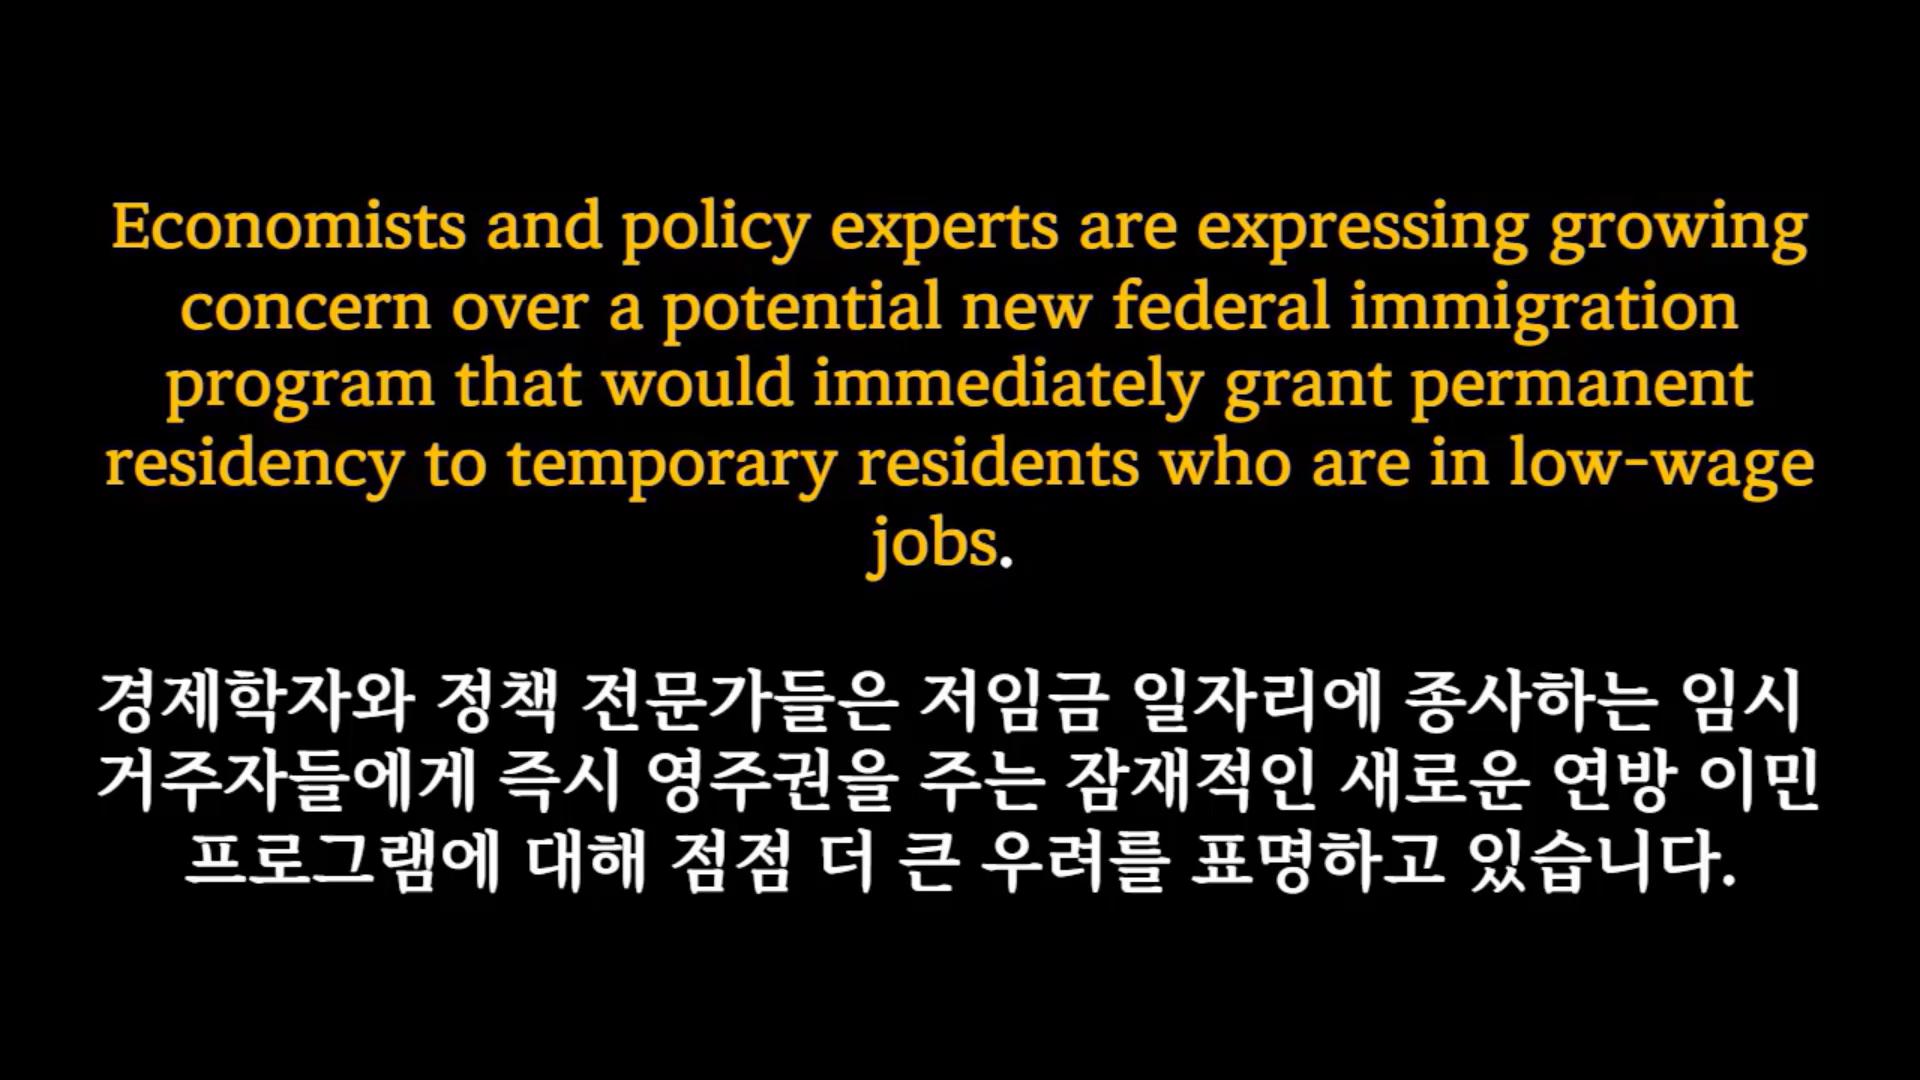 Economists and policy experts are expressing growing
concern over a potential new federal immigration
program that would immediately grant permanent
residency to temporary residents who are in low-wage
jobs.
경제학자와 정책 전문가들은 저임금 일자리에 종사하는 임시
거주자들에게 즉시 영주권을 주는 잠재적인 새로운 연방 이민
프로그램에 대해 점점 더 큰 우려를 표명하고 있습니다.